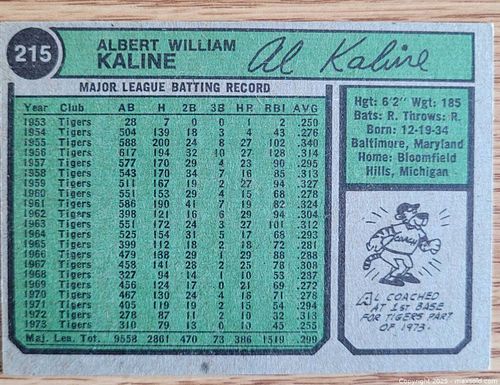 215
ALBERT WILLIAM
KALINE
Al Kaline
MAJOR LEAGUE BATTING RECORD
Year Club AB H 2B 3B HR RBI AVG
1953 Tigers 28 7 0 0 1 2 .250
1954 Tigers 504 139 18 3 4 43 .276
1955 Tigers 588 200 24 8 27 102 .340
1956 Tigers 617 194 32 10 27 128 .314
1957 Tigers 577 170 29 4 23 90 .295
1958 Tigers 543 170 34 7 16 85 .313
1959 Tigers 511 167 19 2 27 94 .327
1960 Tigers 551 153 29 4 15 68 .278
1961 Tigers 586 190 41 7 19 82 .324
1962 Tigers 398 121 16 6 29 94 .304
1963 Tigers 551 172 24 3 27 101 .312
1964 Tigers 525 154 31 5 17 68 .293
1965 Tigers 399 112 18 2 18 72 .281
1966 Tigers 479 138 29 1 29 88 .288
1967 Tigers 458 141 28 2 25 78 .308
1968 Tigers 327 94 14 1 10 53
1969 Tigers 456 124 17 0 21 69 .272
1970 Tigers 467 130 24 4 16 71 .278
1971 Tigers 405 119 19 2 15 54 .294
1972 Tigers 278 87 11 2 10 32 .313
1973 Tigers 310 79 13 0 10 45 .255
Maj. Lea. Tot. 9558 2861 470 73 386 1519 .299
Hgt: 6'2" Wgt: 185
Bats: R. Throws: R.
Born: 12-19-34
Baltimore, Maryland
Home: Bloomfield
Hills, Michigan
COACH
AL COACHED
AT 1ST BASE
FOR TIGERS PART
OF 1973.
Copyright 2025 - maxsold.com